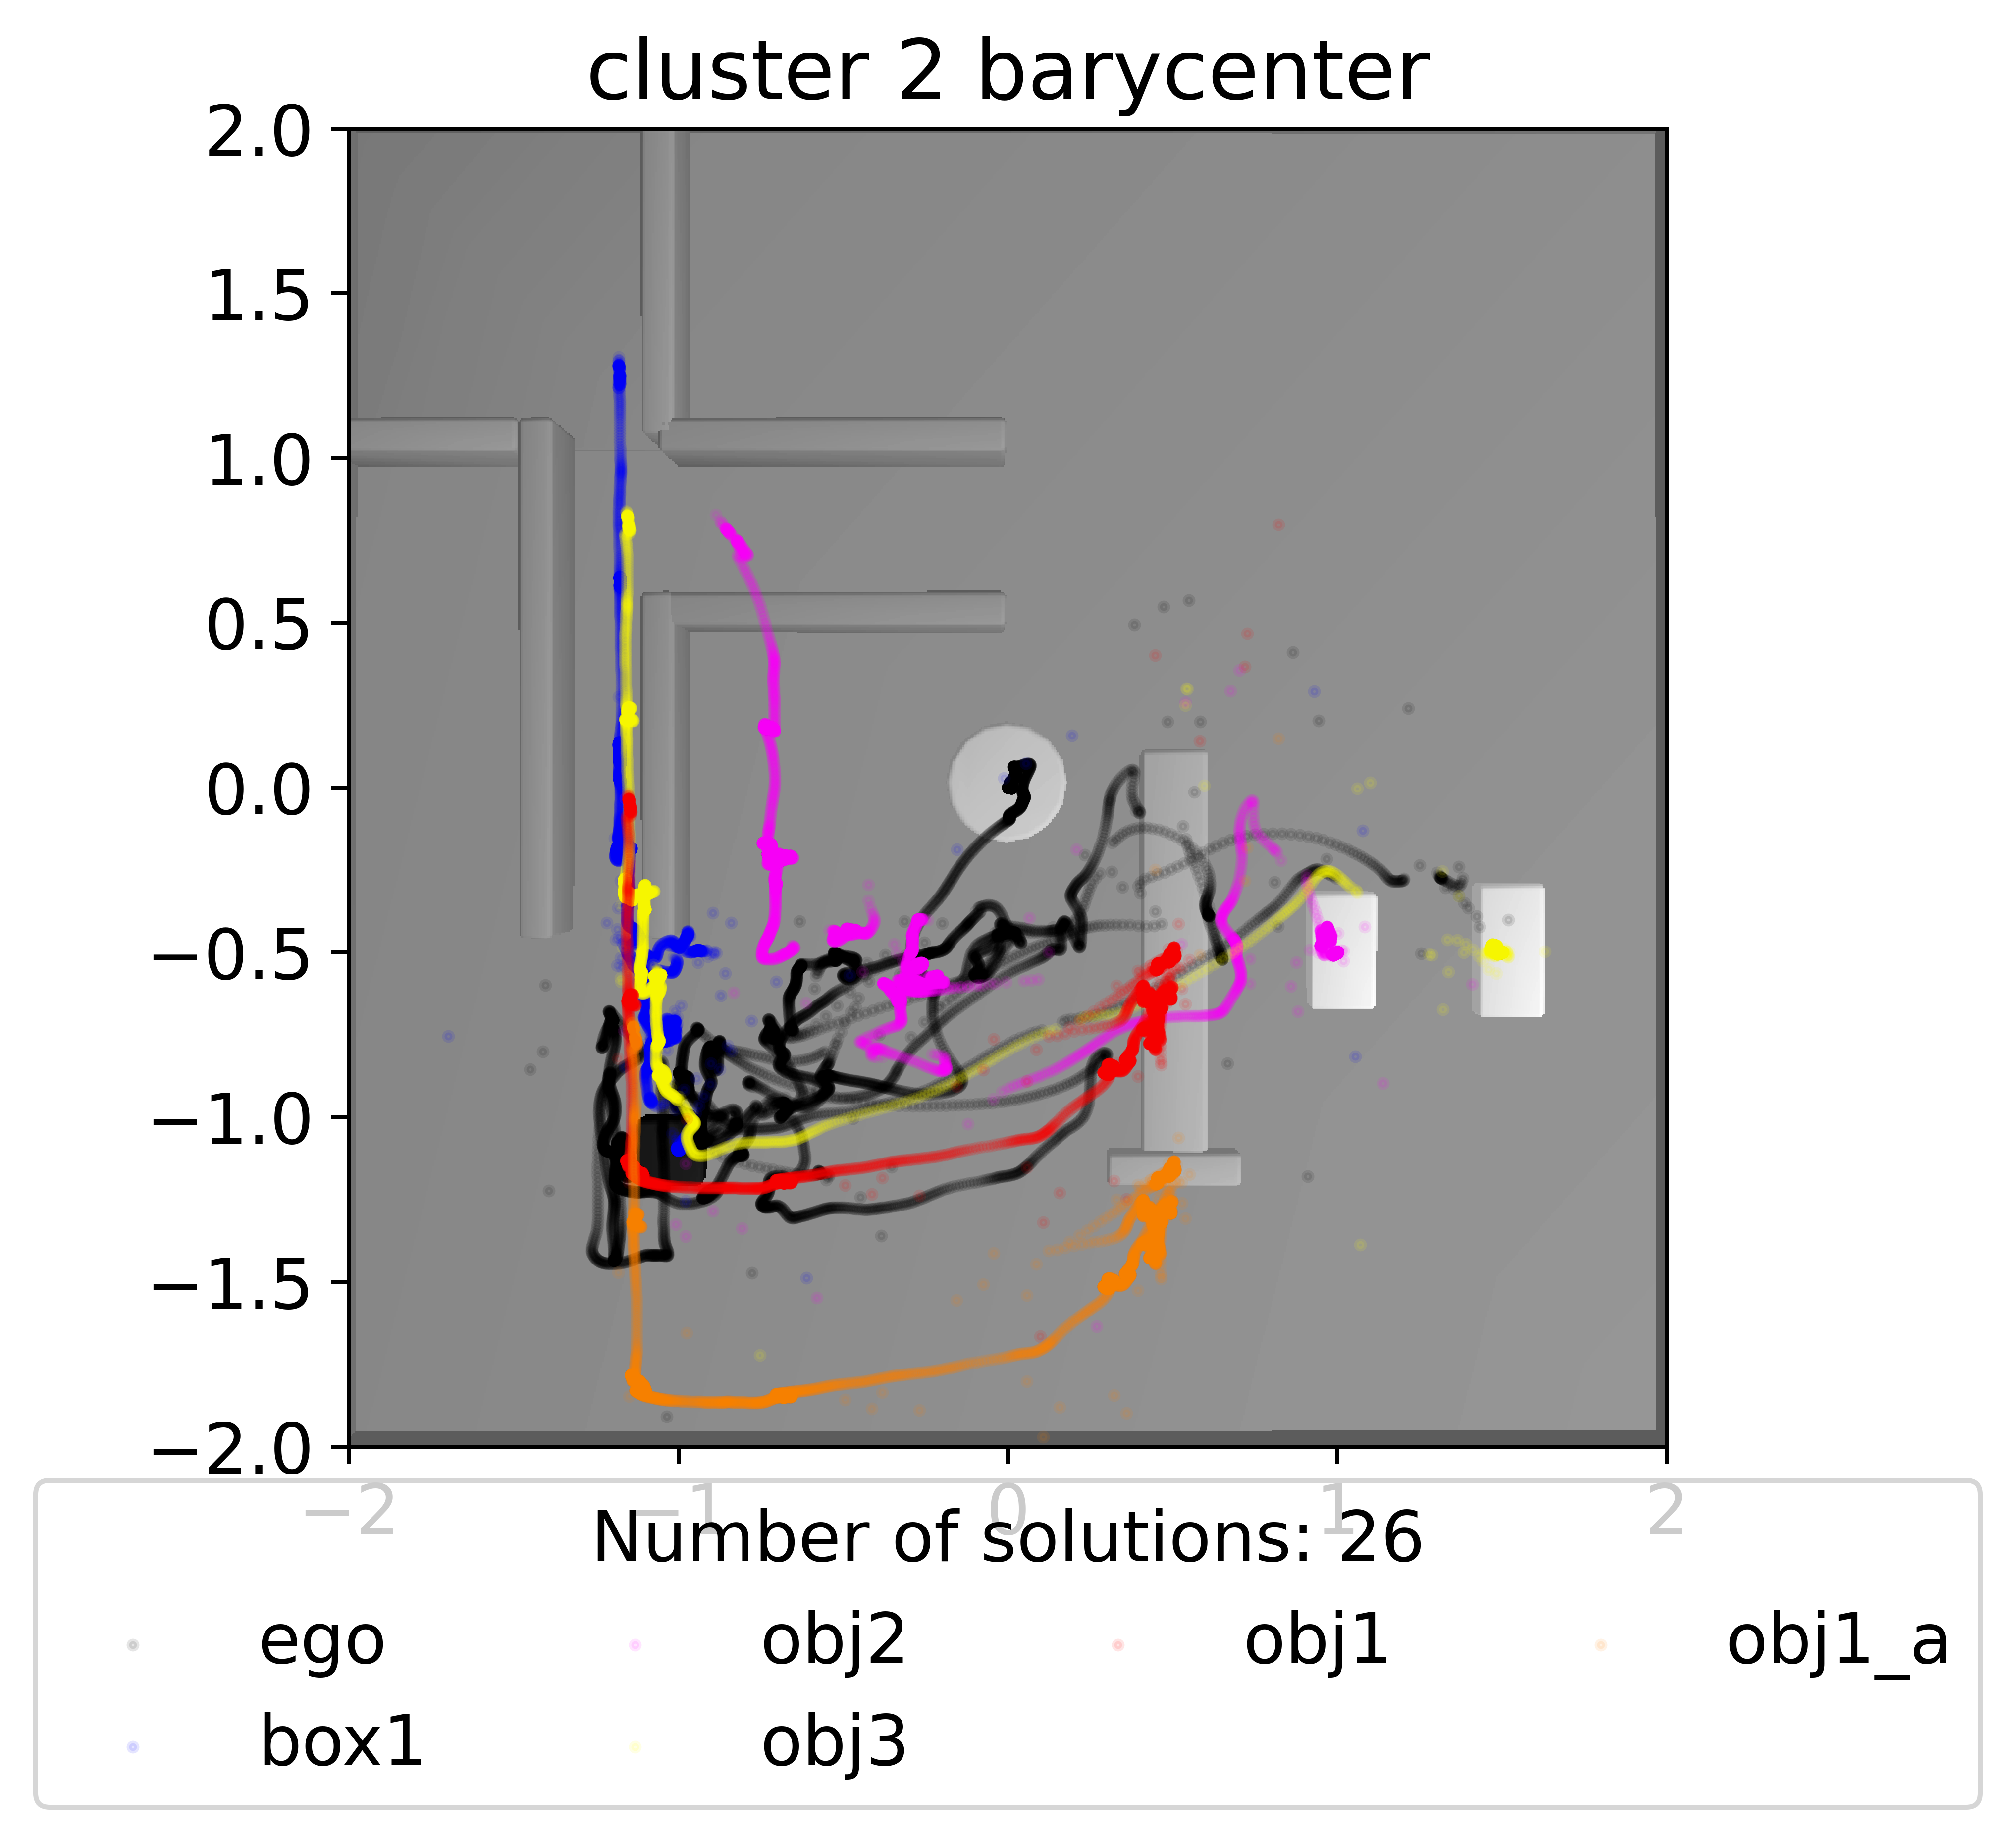 cluster 2 barycenter
2.0
1.5
1.0
0.5
0.0
−0.5
−1.0
−1.5
−2.0
−2 −1 0 1 2
Number of solutions: 26
ego obj2 obj1 obj1_a
box1 obj3